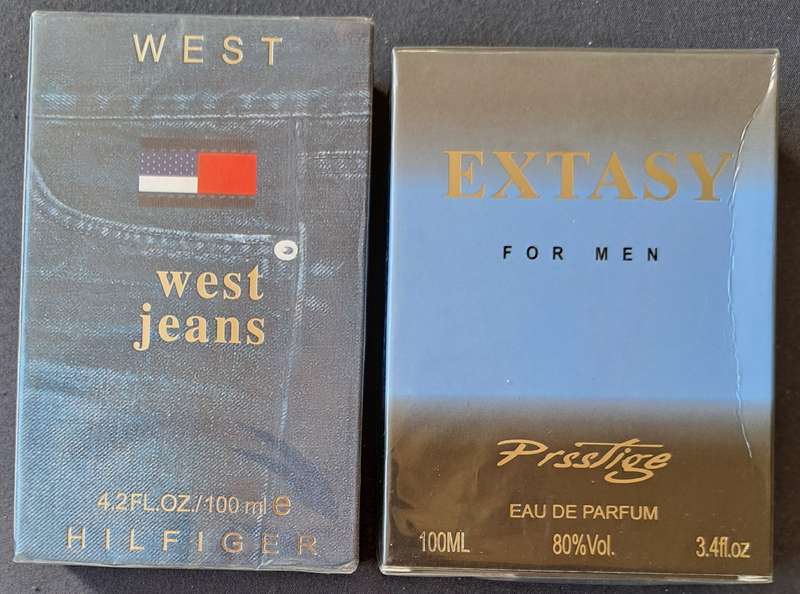 WEST
west
jeans
4.2FL.OZ./100 ml e
HILFIGER
EXTASY
FOR MEN
Prsstige
EAU DE PARFUM
100ML 80%Vol. 3.4fl.oz